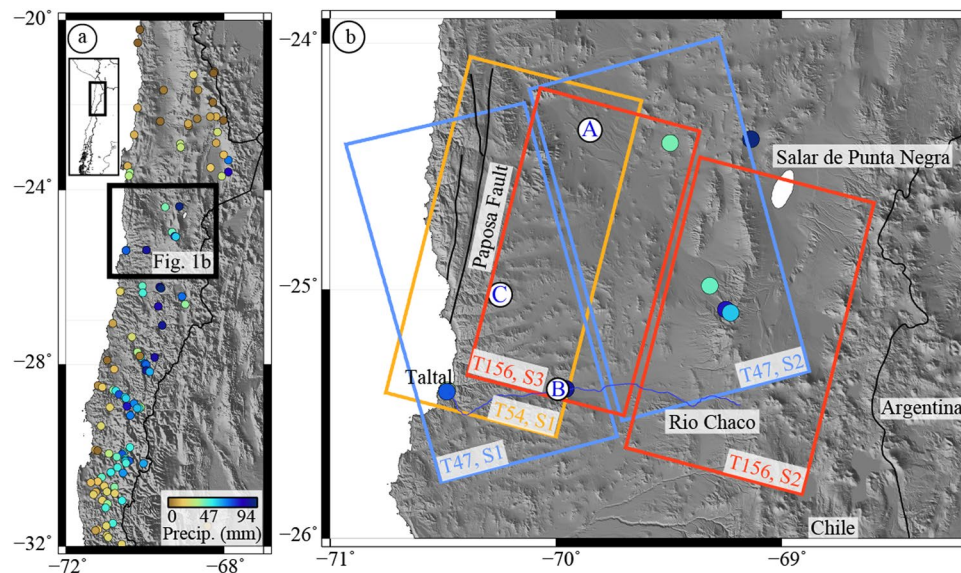 a
b
−20°
−22
−24
−28
−32
−72
−68
Fig. 1b
0 47 94
Precip. (mm)
−24°
−25°
−26°
−71
−70
−69
A
Salar de Punta Negra
Paposa Fault
C
T156, S3
T47, S2
Taltal
B
T54, S1
Rio Chaco
Argentina
T47, S1
T156, S2
Chile